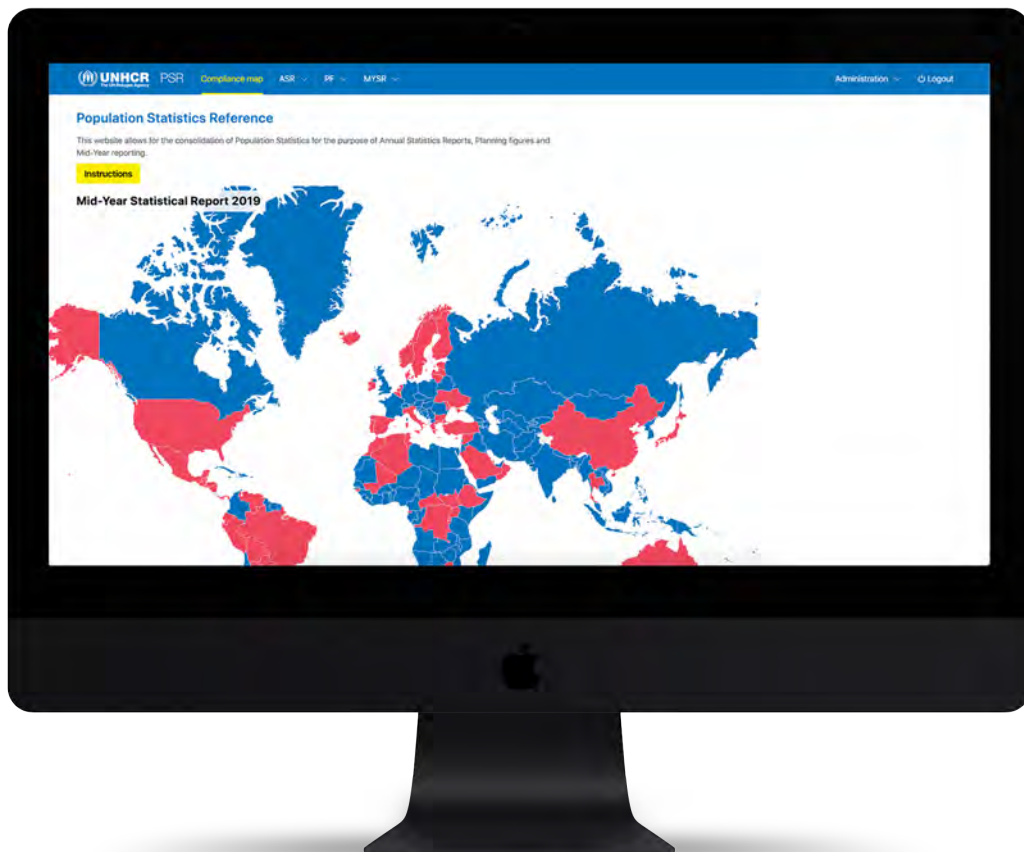 UNHCR PSR Compliance map ASR PF MYSR Administration Logout
The UN Refugee Agency
Population Statistics Reference
This website allows for the consolidation of Population Statistics for the purpose of Annual Statistics Reports, Planning figures and
Mid-Year reporting.
Instructions
Mid-Year Statistical Report 2019